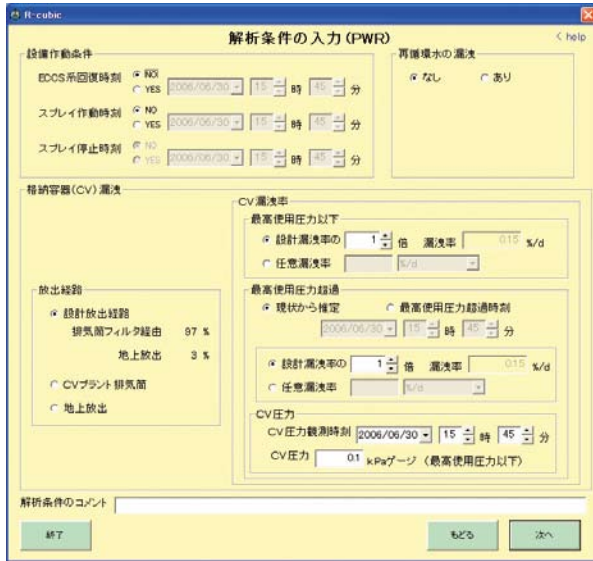 R-cubic
解析条件の入力(PWR)
< help
設備作動条件
ECCS系回復時刻 NO
YES 2006/06/30 15 時 45 分
スプレイ作動時刻 NO
YES 2006/06/30 15 時 45 分
スプレイ停止時刻 NO
YES 2006/06/30 15 時 45 分
再循環水の漏洩
なし あり
格納容器(CV)漏洩
放出経路
設計放出経路
排気筒フィルタ経由 97 %
地上放出 3 %
CVプラント排気筒
地上放出
CV漏洩率
最高使用圧力以下
設計漏洩率の 1 倍 漏洩率 0.15 %/d
任意漏洩率 %/d
最高使用圧力超過
現状から推定 最高使用圧力超過時刻
2006/06/30 15 時 45 分
設計漏洩率の 1 倍 漏洩率 0.15 %/d
任意漏洩率 %/d
CV圧力
CV圧力観測時刻 2006/06/30 15 時 45 分
CV圧力 0.1 kPaゲージ (最高使用圧力以下)
解析条件のコメント
終了 もどる 次へ